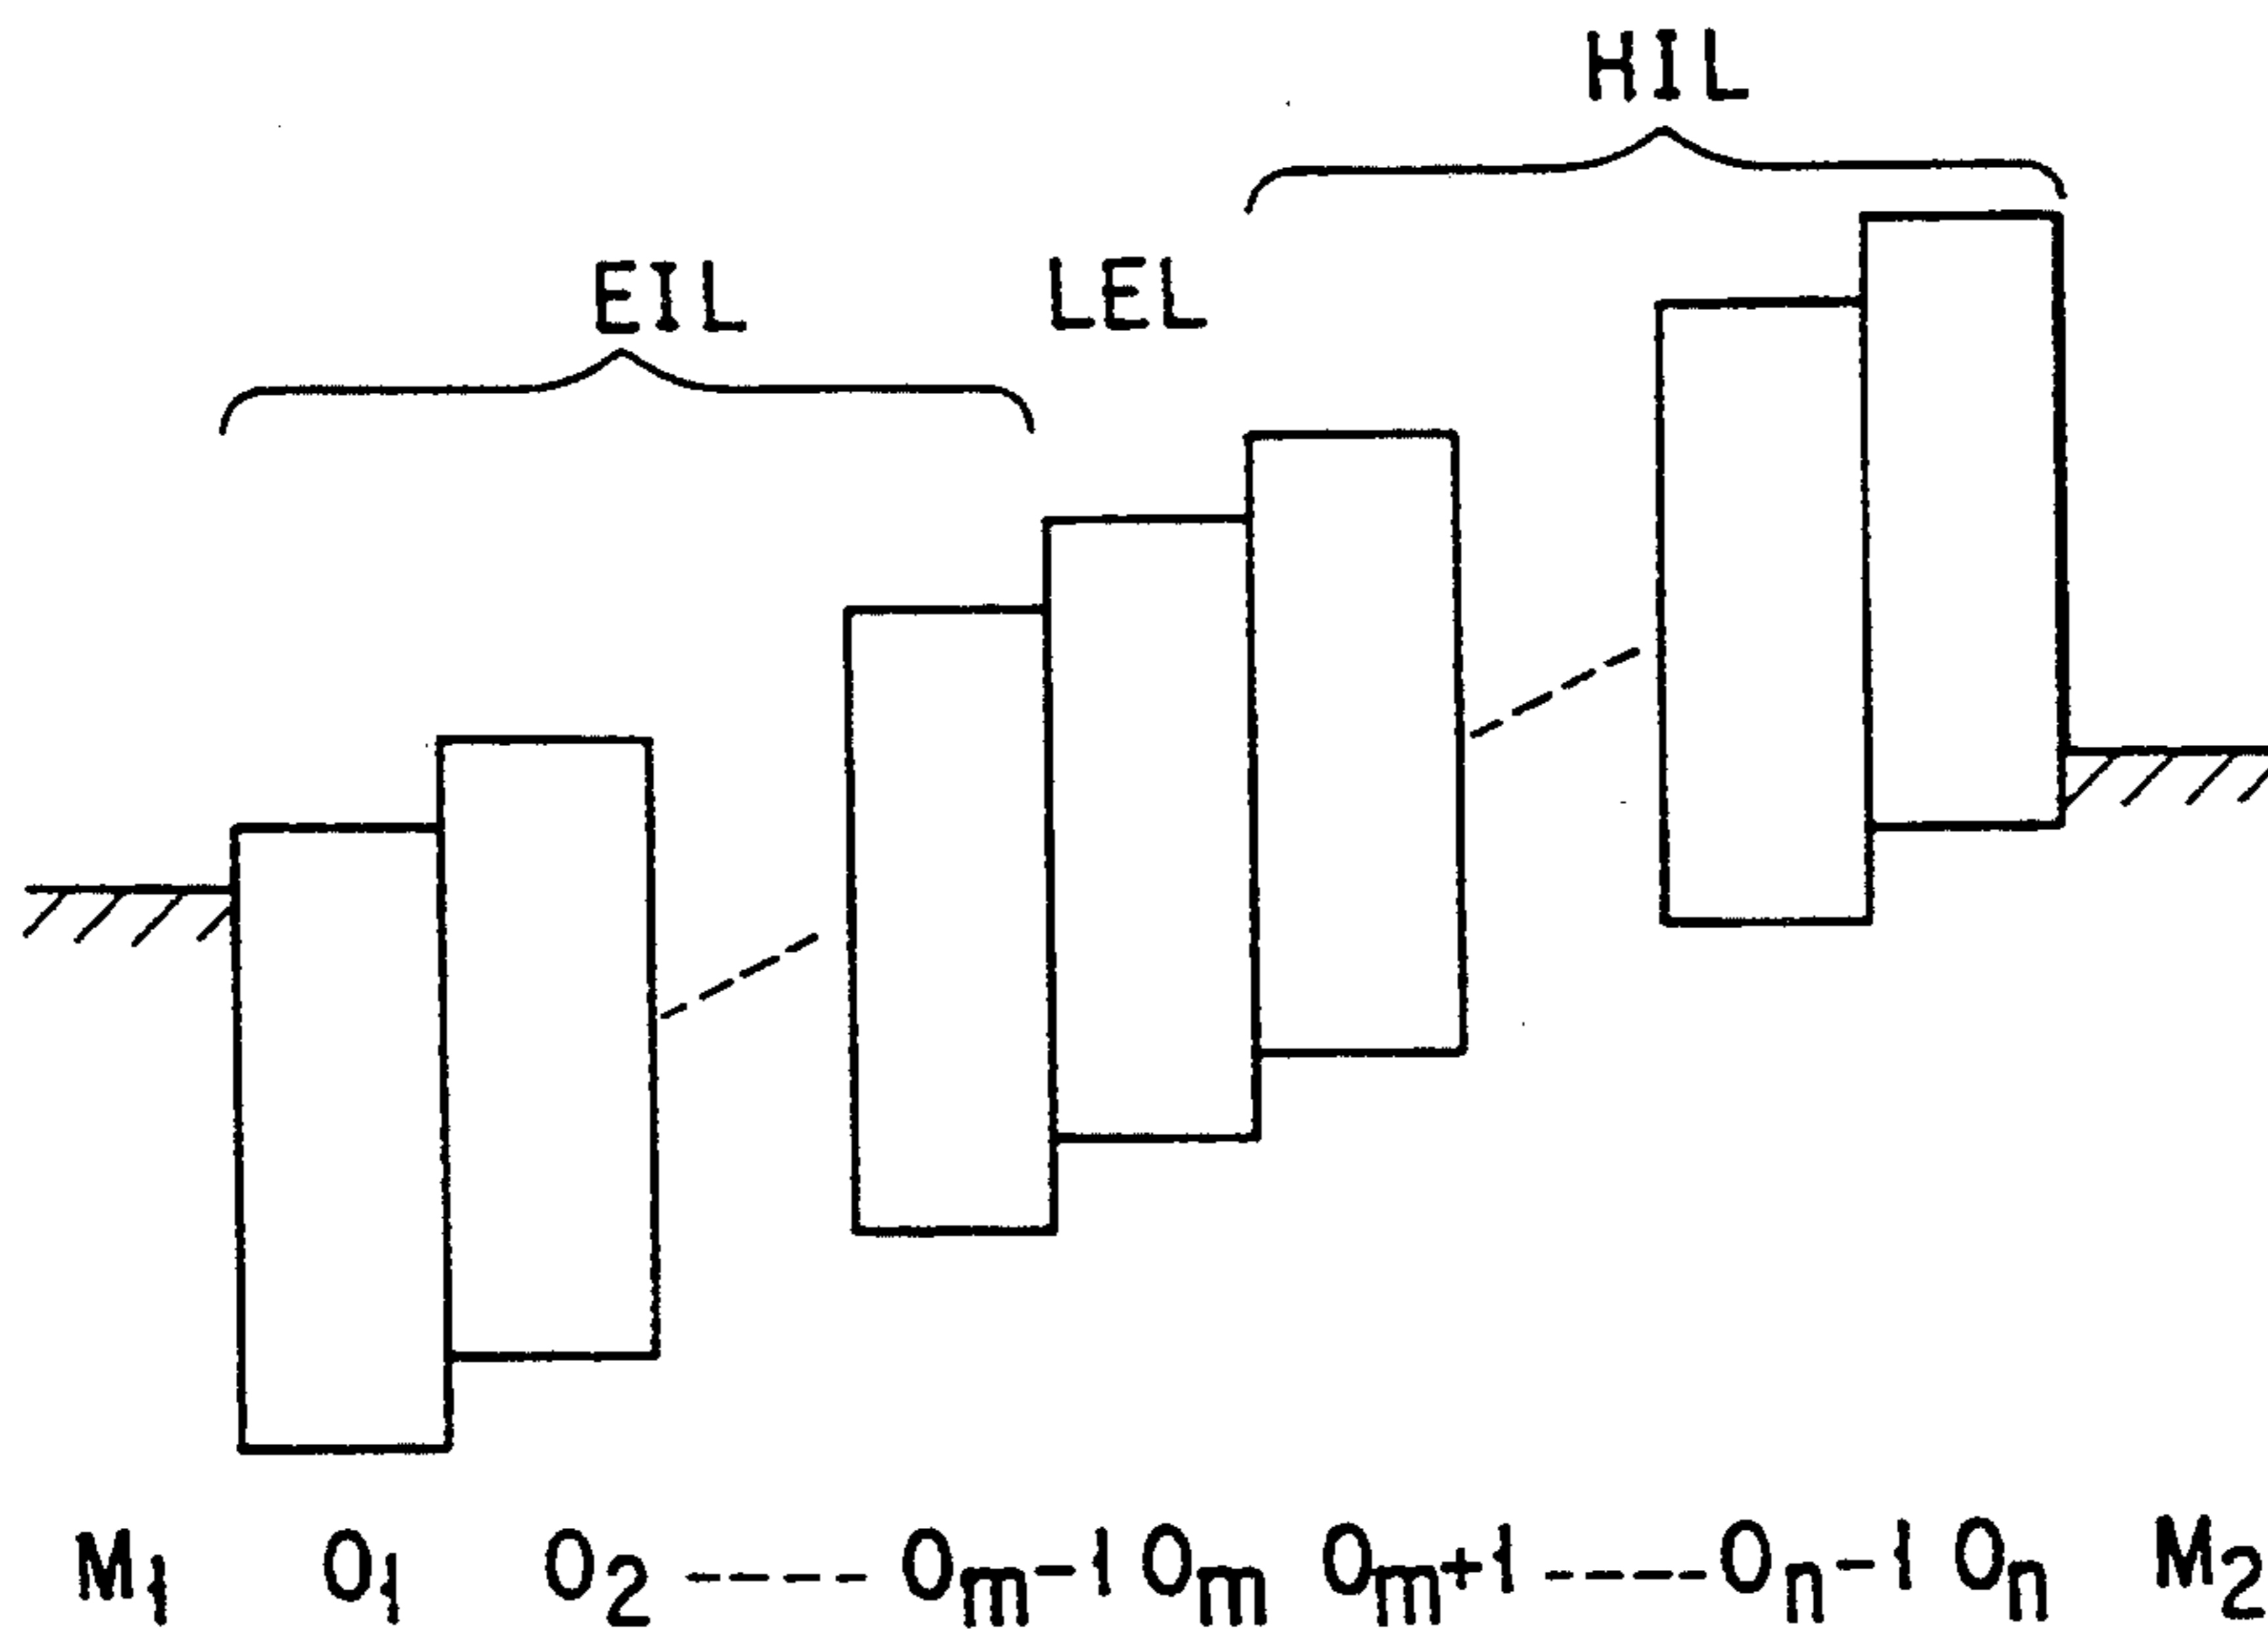 HIL
EIL LEL
M₁ O₁ O₂ ----- Oₘ₋₁ Oₘ Oₘ₊₁ ----- Oₙ₋₁ Oₙ M₂